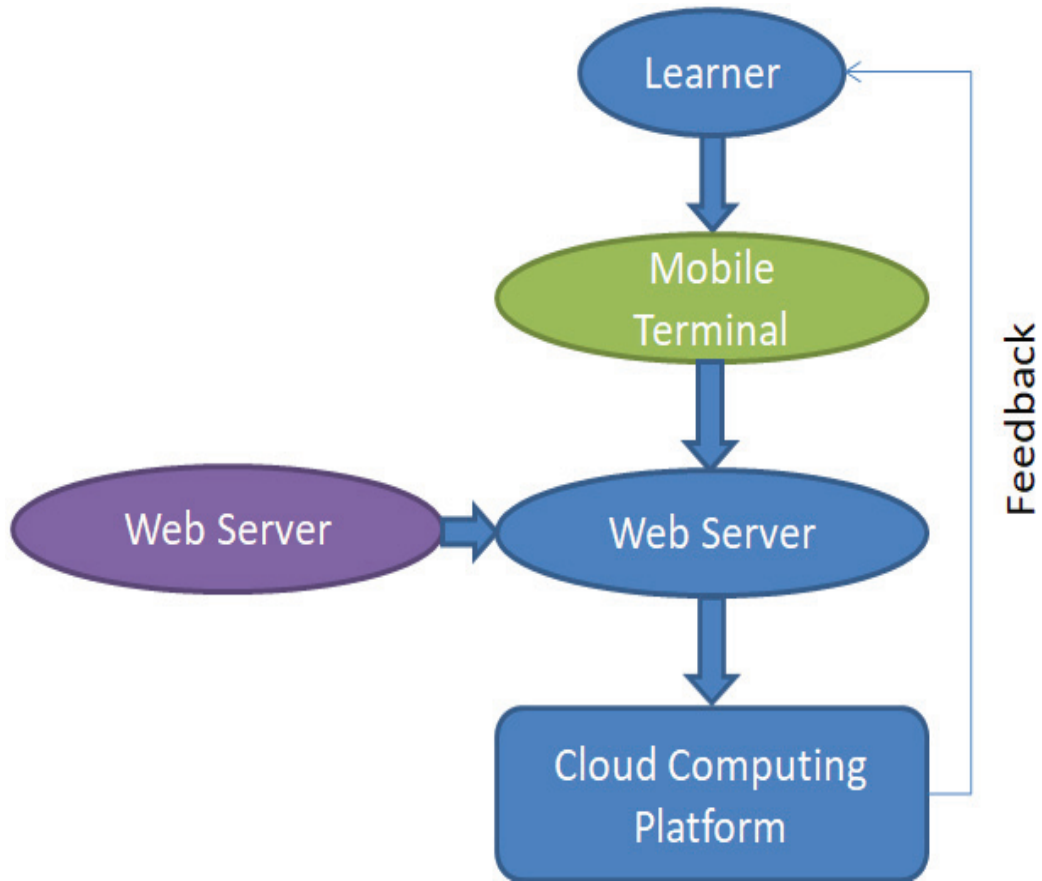 Learner
Mobile
Terminal
Feedback
Web Server
Web Server
Cloud Computing
Platform